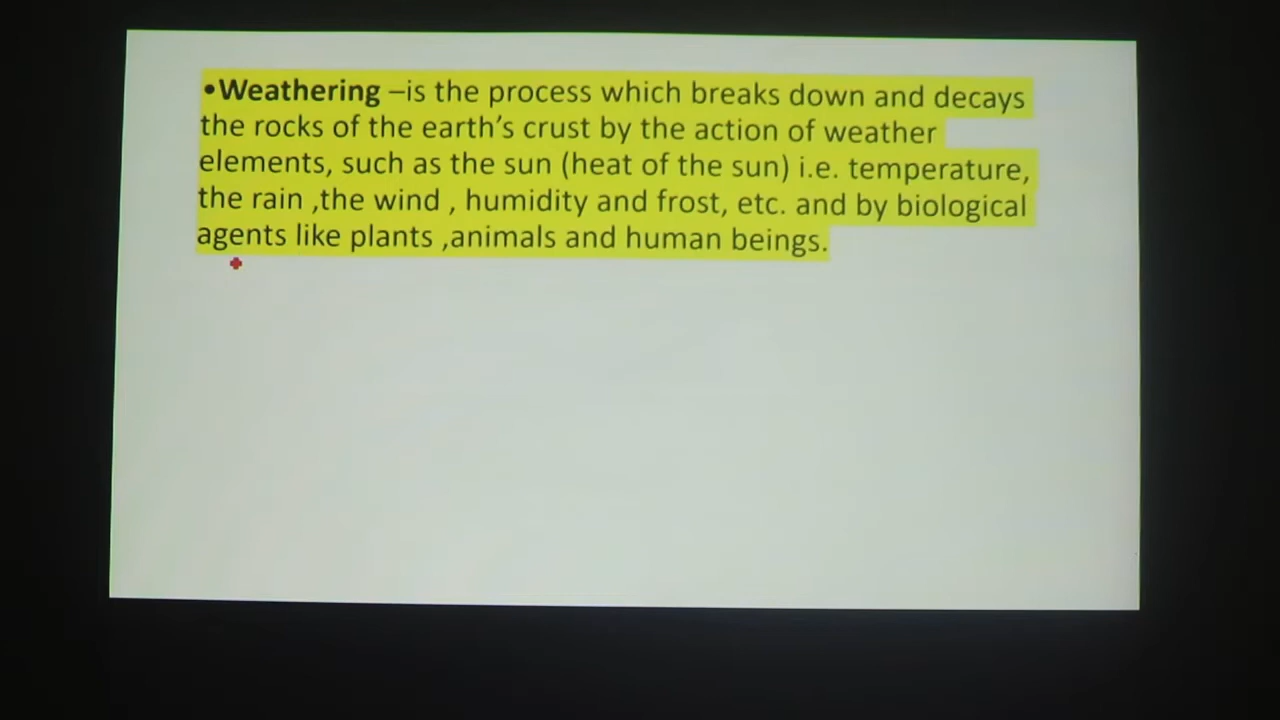 •Weathering –is the process which breaks down and decays
the rocks of the earth’s crust by the action of weather
elements, such as the sun (heat of the sun) i.e. temperature,
the rain ,the wind , humidity and frost, etc. and by biological
agents like plants ,animals and human beings.